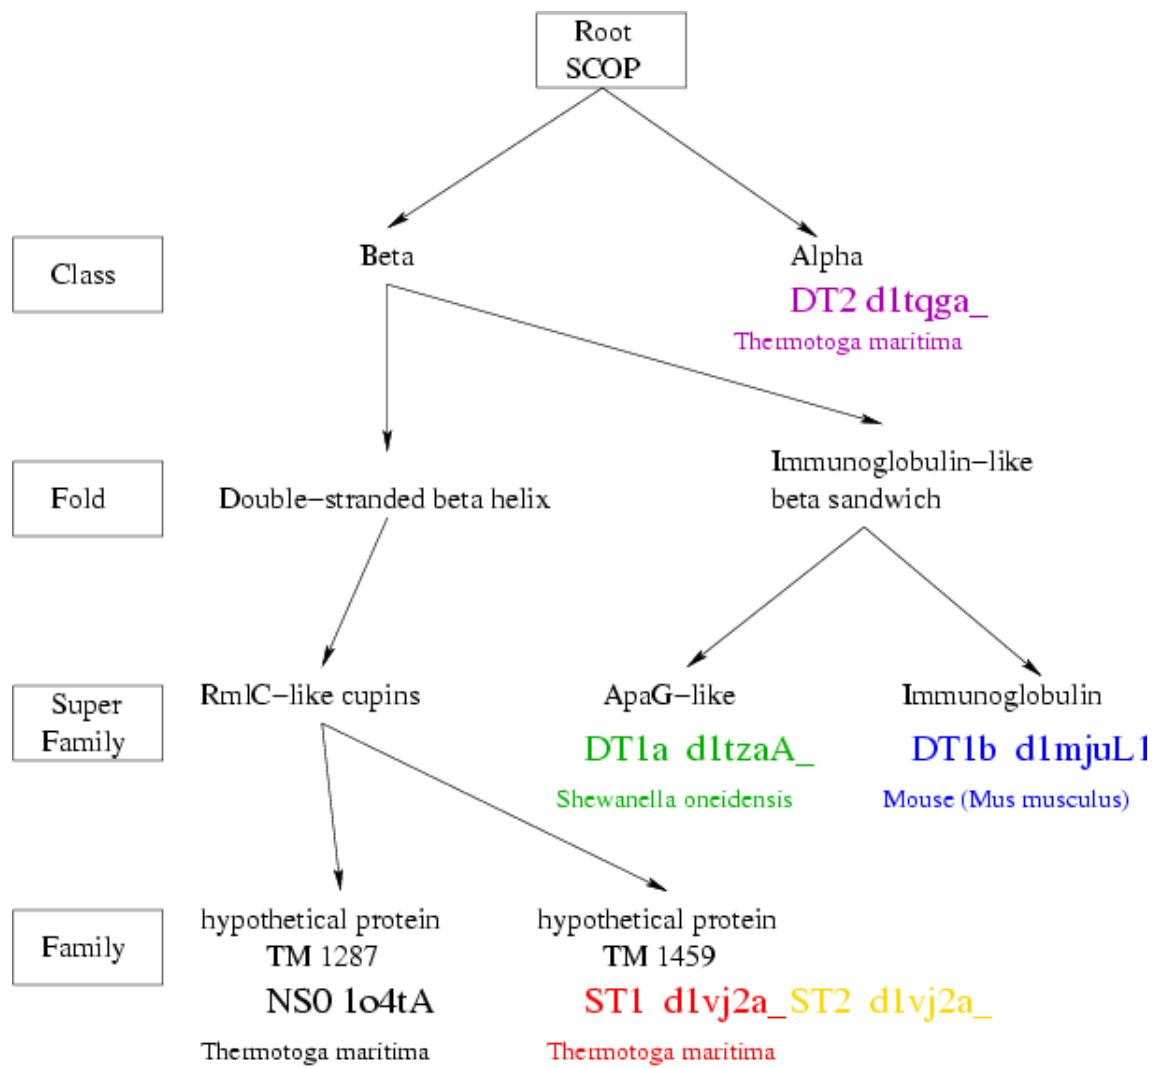 Root
SCOP
Class
Beta
Alpha
DT2 d1tqga_
Thermotoga maritima
Fold
Double−stranded beta helix
Immunoglobulin−like
beta sandwich
Super
Family
RmlC−like cupins
ApaG−like
Immunoglobulin
DT1a d1tzaA_
DT1b d1mjuL1
Shewanella oneidensis
Mouse (Mus musculus)
Family
hypothetical protein
TM 1287
NS0 1o4tA
Thermotoga maritima
hypothetical protein
TM 1459
ST1 d1vj2a_ ST2 d1vj2a_
Thermotoga maritima